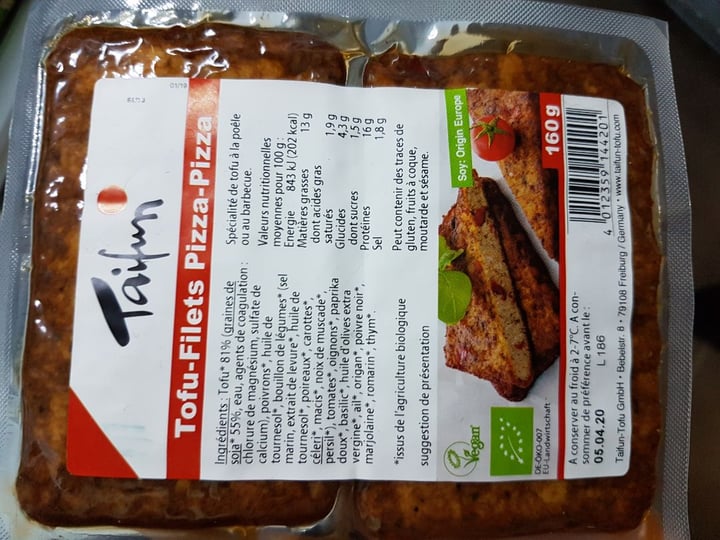 Taifun
Tofu-Filets Pizza-Pizza
01/19
Ingrédients : Tofu* 81% (graines de
soja* 55%, eau, agents de coagulation :
chlorure de magnésium, sulfate de
calcium), poivrons*, huile de
tournesol*, bouillon de légumes* (sel
marin, extrait de levure*, huile de
tournesol*, poireaux*, carottes*,
céleri*, macis*, noix de muscade*,
persil*), tomates*, oignons*, paprika
doux*, basilic*, huile d'olives extra
vierge*, ail*, origan*, poivre noir*,
marjolaine*, romarin*, thym*.
*issus de l'agriculture biologique
suggestion de présentation
Spécialité de tofu à la poêle
ou au barbecue.
Valeurs nutritionnelles
moyennes pour 100 g :
Energie 843 kJ (202 kcal)
Matières grasses 13 g
dont acides gras
saturés 1,9 g
Glucides 4,3 g
dont sucres 1,5 g
Protéines 16 g
Sel 1,8 g
Peut contenir des traces de
gluten, fruits à coque,
moutarde et sésame.
Soy: Origin Europe
160 g
Vegan
DE-ÖKO-007
EU-Landwirtschaft
A conserver au froid à 2-7°C. A con-
sommer de préférence avant le :
05.04.20 L 186
Taifun-Tofu GmbH • Bebelstr. 8 • 79108 Freiburg / Germany • www.taifun-tofu.com
4 012359 144201